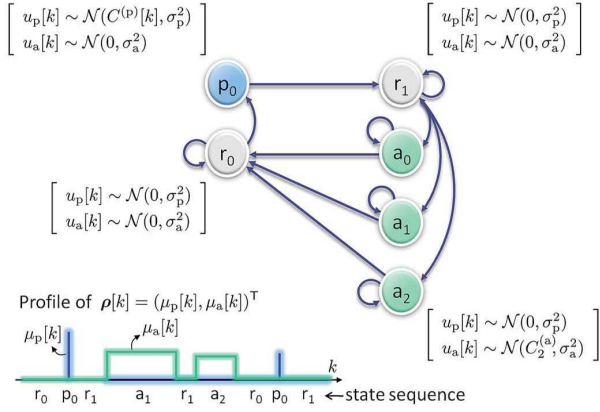 u_p[k] ∼ 𝒩(C^(p)[k], σ_p^2)
u_a[k] ∼ 𝒩(0, σ_a^2)
u_p[k] ∼ 𝒩(0, σ_p^2)
u_a[k] ∼ 𝒩(0, σ_a^2)
p_0
r_1
r_0
a_0
a_1
a_2
u_p[k] ∼ 𝒩(0, σ_p^2)
u_a[k] ∼ 𝒩(0, σ_a^2)
u_p[k] ∼ 𝒩(0, σ_p^2)
u_a[k] ∼ 𝒩(C_2^(a), σ_a^2)
Profile of ρ[k] = (μ_p[k], μ_a[k])^T
μ_p[k]
μ_a[k]
k
r_0 p_0 r_1 a_1 r_1 a_2 r_0 p_0 r_1 ←state sequence